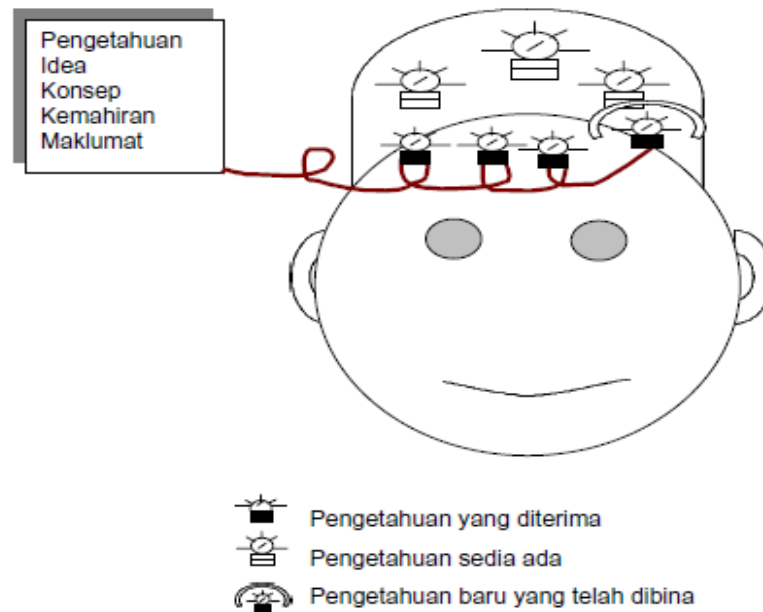 Pengetahuan
Idea
Konsep
Kemahiran
Maklumat
Pengetahuan yang diterima
Pengetahuan sedia ada
Pengetahuan baru yang telah dibina